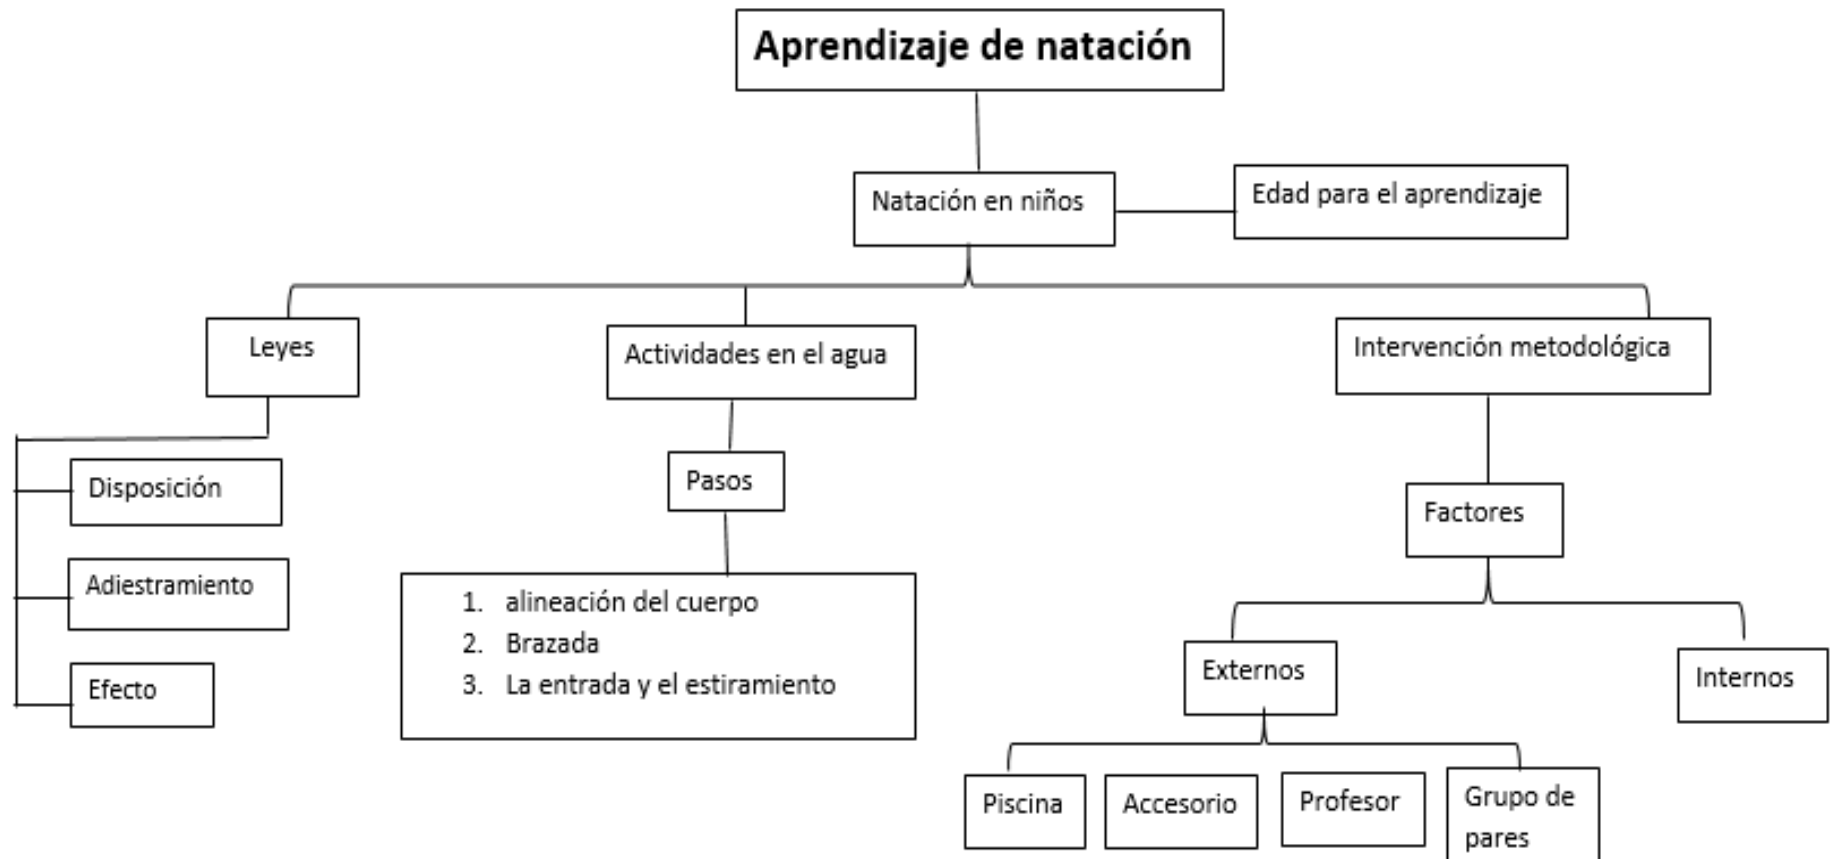 Aprendizaje de natación
Natación en niños
Edad para el aprendizaje
Leyes
Actividades en el agua
Intervención metodológica
Disposición
Adiestramiento
Efecto
Pasos
1. alineación del cuerpo
2. Brazada
3. La entrada y el estiramiento
Factores
Externos
Internos
Piscina
Accesorio
Profesor
Grupo de
pares